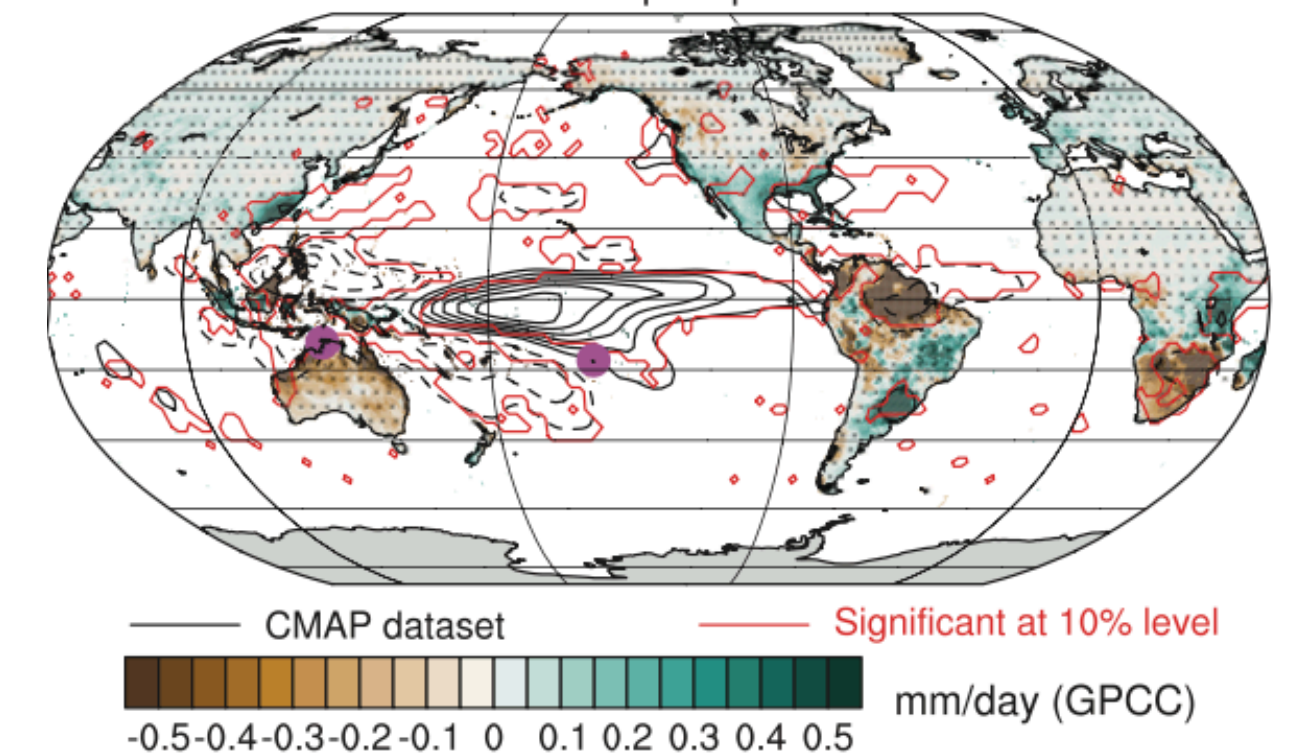 CMAP dataset
Significant at 10% level
mm/day (GPCC)
-0.5 -0.4 -0.3 -0.2 -0.1 0 0.1 0.2 0.3 0.4 0.5